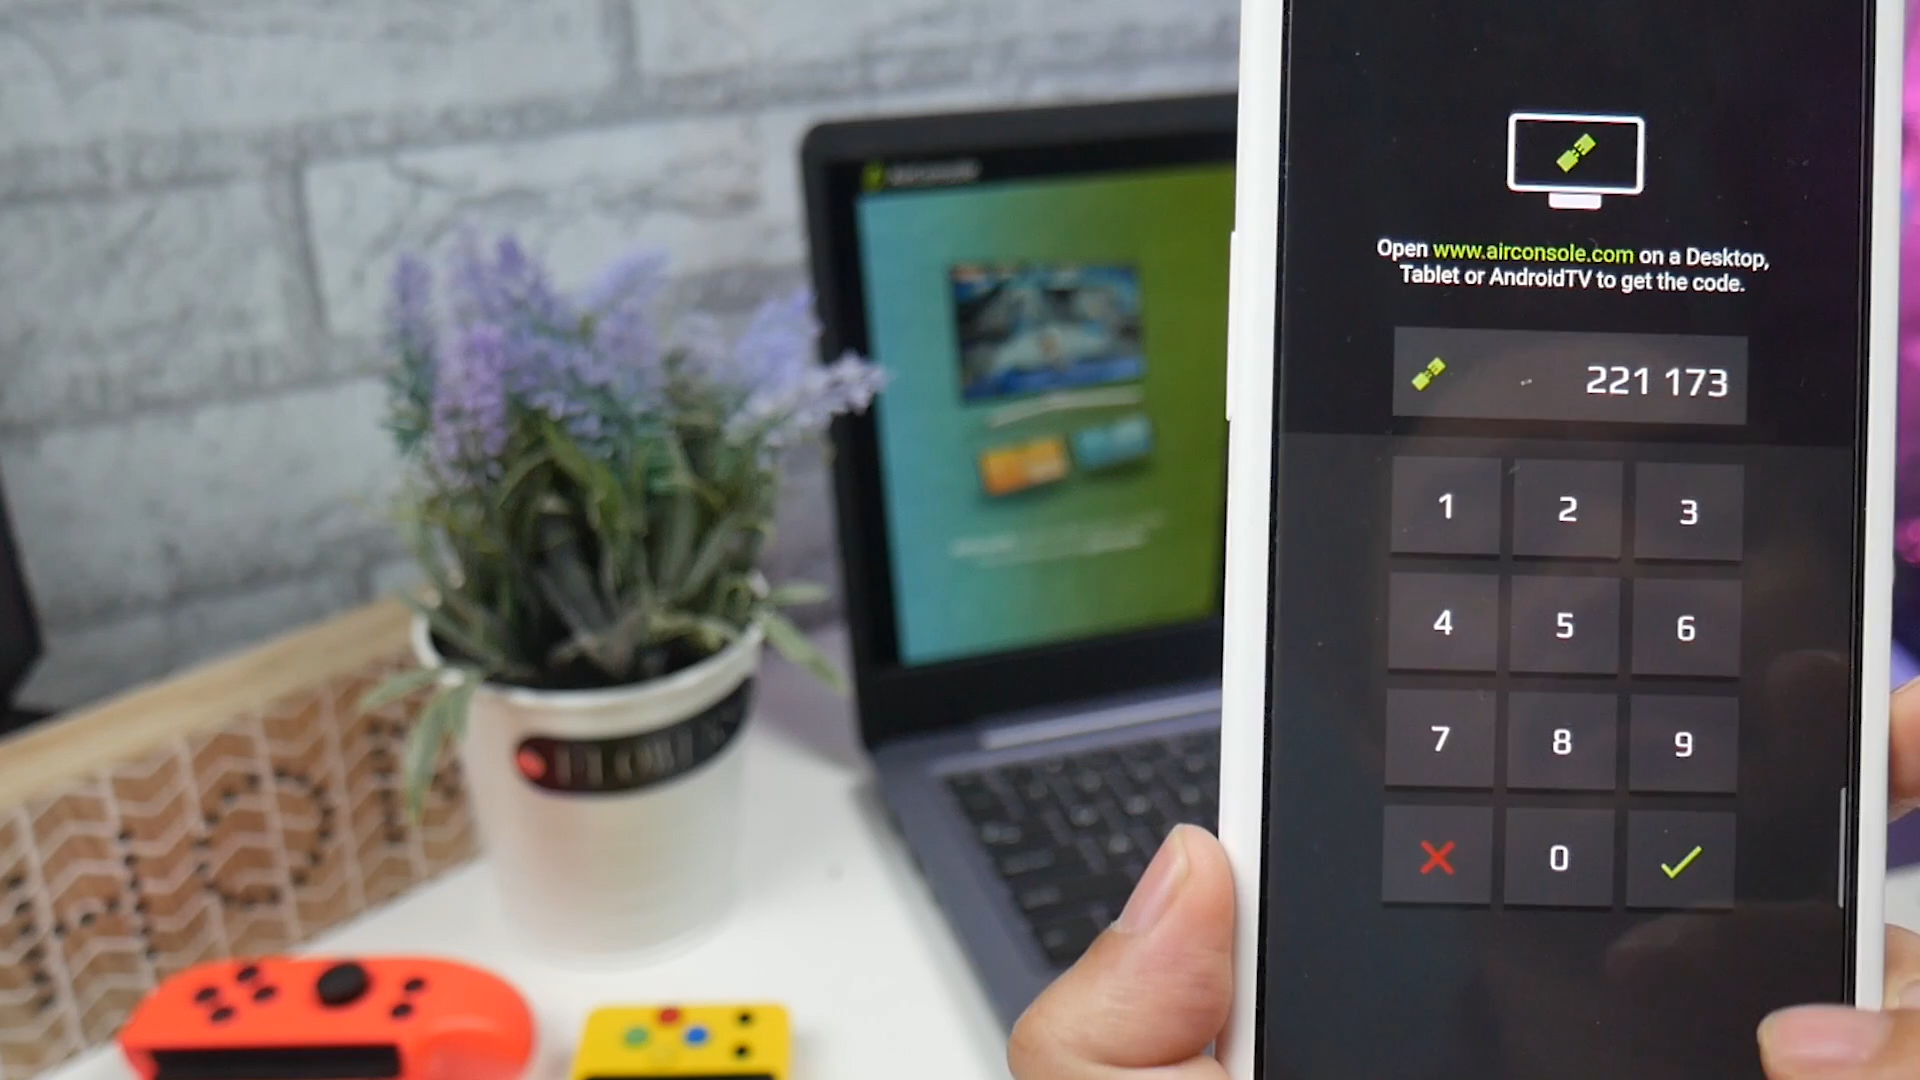 Open www.airconsole.com on a Desktop,
Tablet or AndroidTV to get the code.
221 173
1 2 3
4 5 6
7 8 9
0